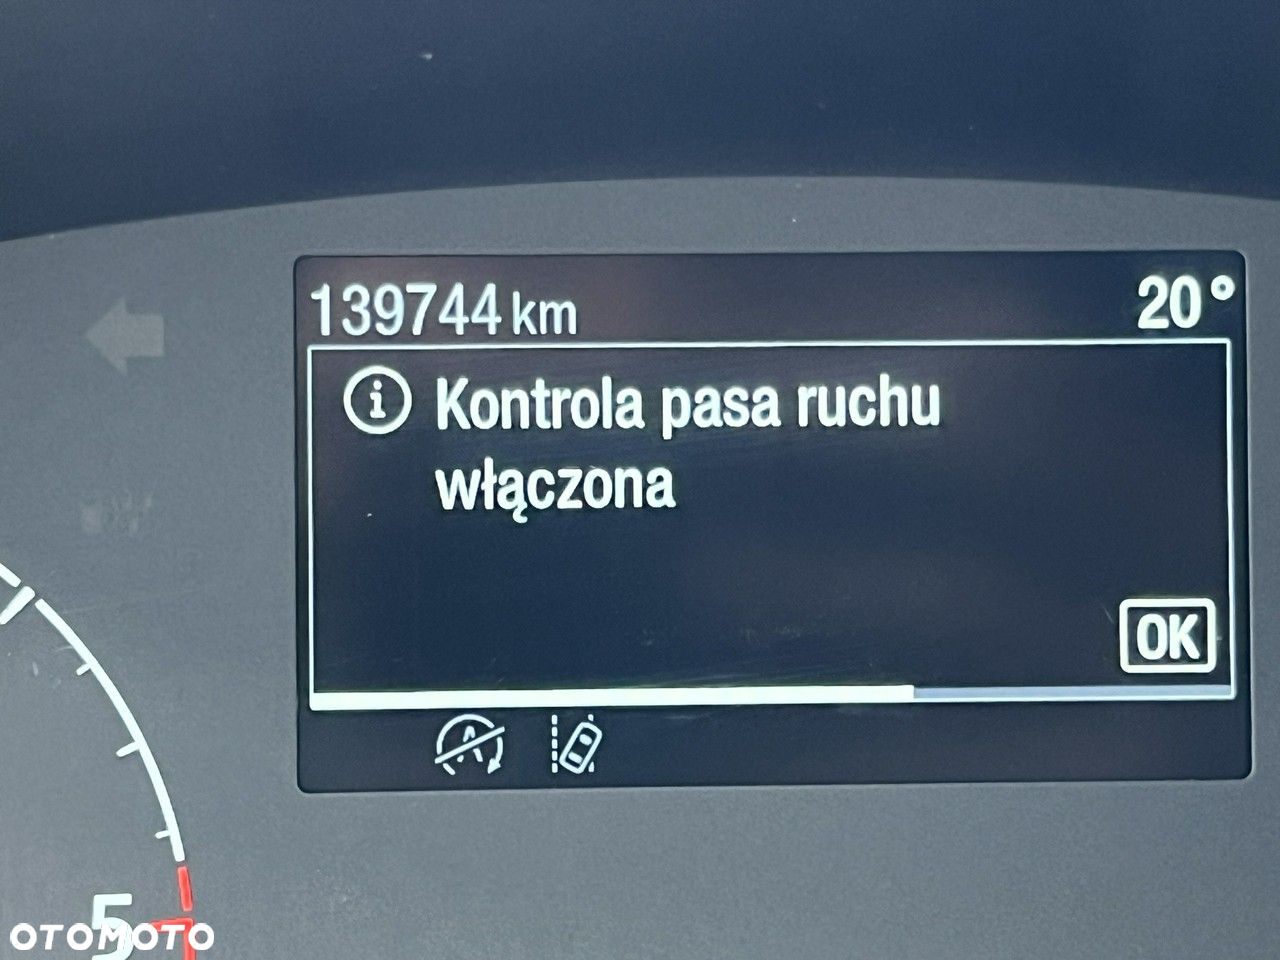 139744 km 20°
i Kontrola pasa ruchu
włączona
OK
A
5
OTOMOTO